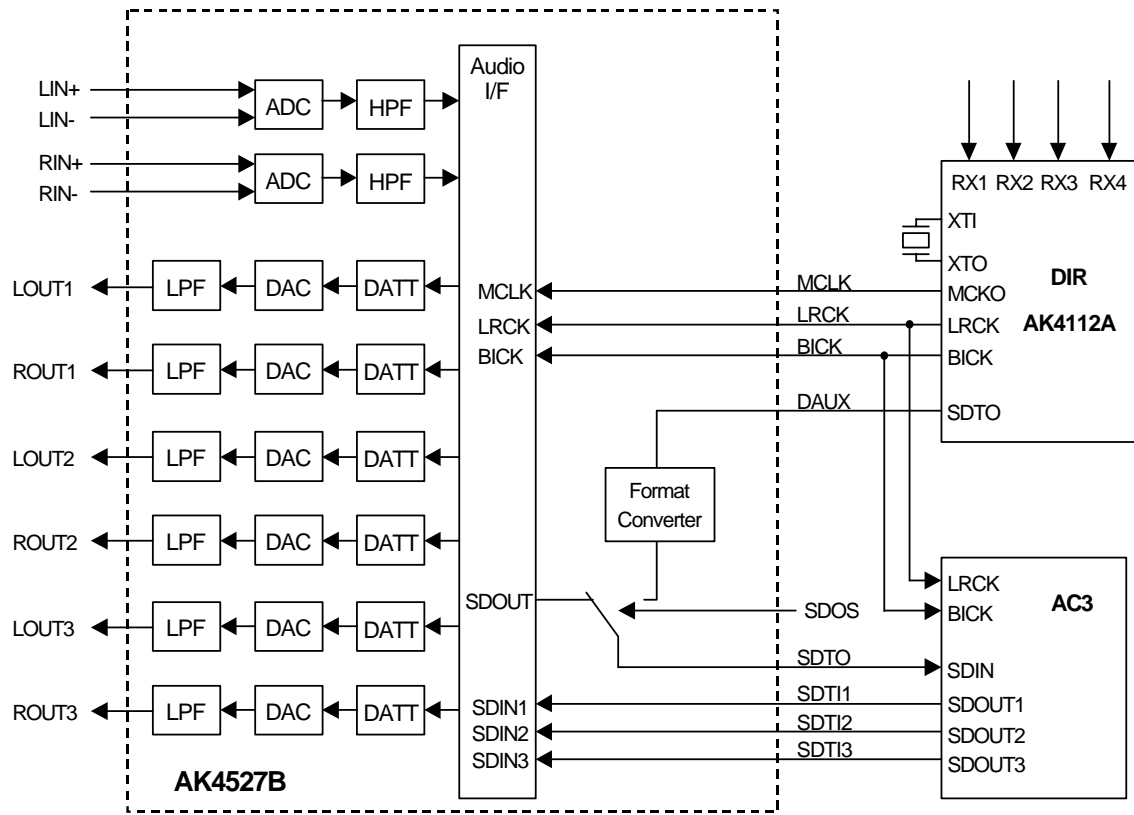 Audio
I/F
LIN+
LIN-
ADC
HPF
RIN+
RIN-
ADC
HPF
RX1 RX2 RX3 RX4
XTI
XTO
DIR
AK4112A
LOUT1
LPF
DAC
DATT
MCLK
MCLK
MCKO
LRCK
LRCK
LRCK
ROUT1
LPF
DAC
DATT
BICK
BICK
BICK
DAUX
SDTO
LOUT2
LPF
DAC
DATT
Format
Converter
ROUT2
LPF
DAC
DATT
LRCK
AC3
BICK
SDOUT
SDOS
LOUT3
LPF
DAC
DATT
SDTO
SDIN
ROUT3
LPF
DAC
DATT
SDIN1
SDTI1
SDOUT1
SDIN2
SDTI2
SDOUT2
SDIN3
SDTI3
SDOUT3
AK4527B